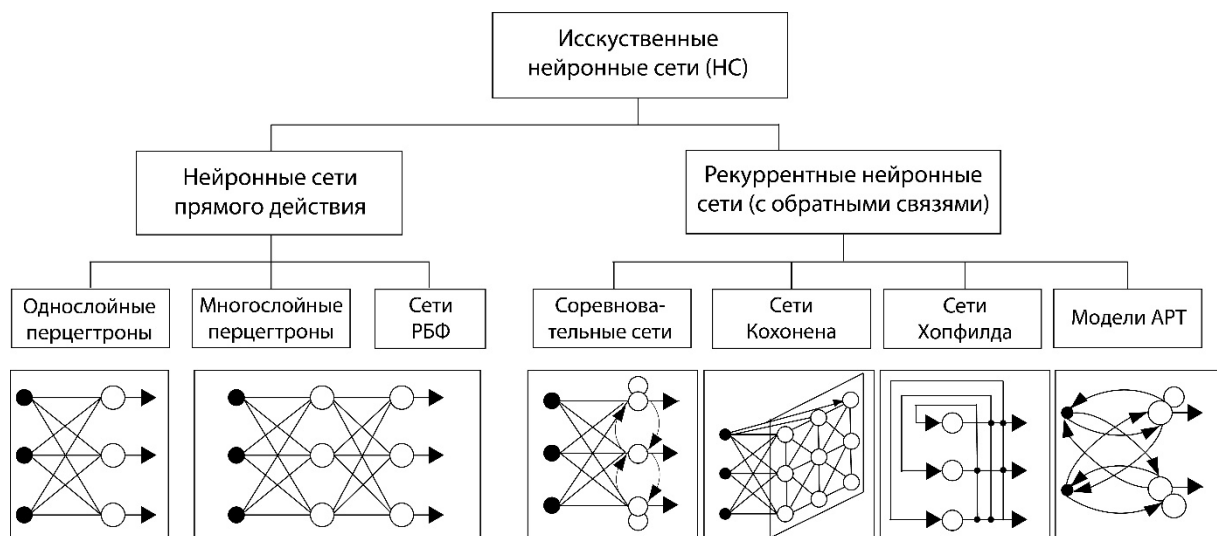 Исскуственные
нейронные сети (НС)
Нейронные сети
прямого действия
Рекуррентные нейронные
сети (с обратными связями)
Однослойные
перцегтроны
Многослойные
перцегтроны
Сети
РБФ
Соревнова-
тельные сети
Сети
Кохонена
Сети
Хопфилда
Модели АРТ